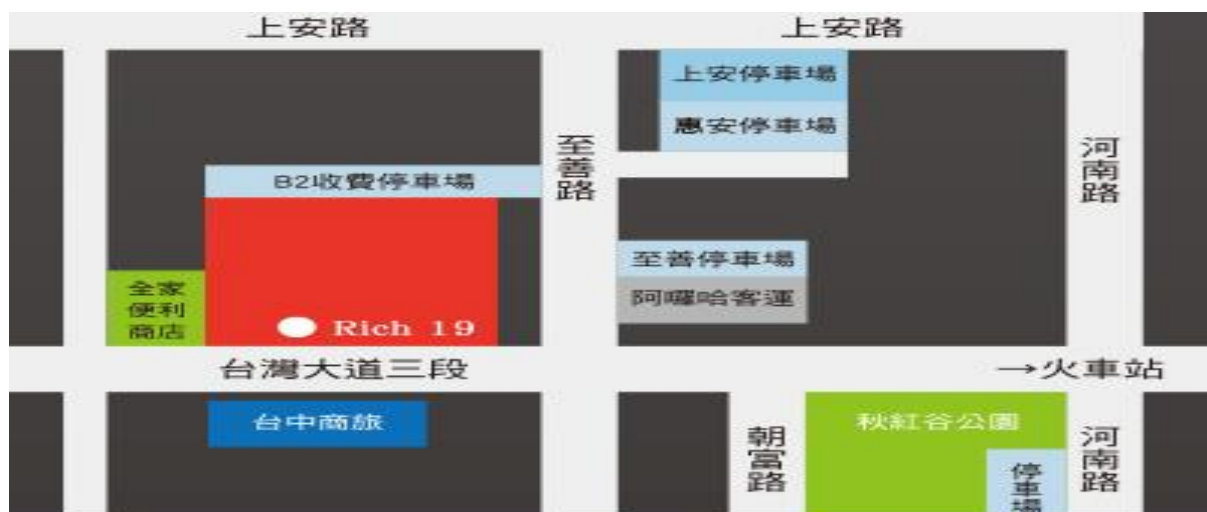 上安路
上安路
上安停車場
惠安停車場
至善路
河南路
B2收費停車場
至善停車場
阿囉哈客運
全家
便利
商店
Rich 19
台灣大道三段
→火車站
台中商旅
秋紅谷公園
朝富路
河南路
停車場